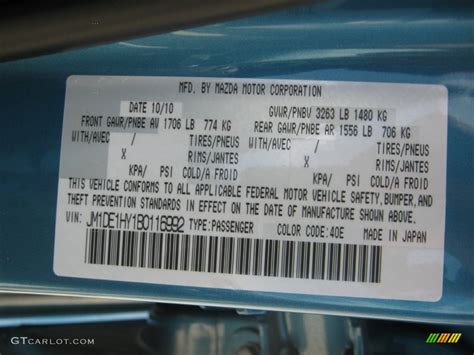 MFD. BY MAZDA MOTOR CORPORATION
DATE 10/10 GVWR/PNBV 3263 LB 1480 KG
FRONT GAWR/PNBE AV 1706 LB 774 KG REAR GAWR/PNBE AR 1556 LB 706 KG
WITH/AVEC / TIRES/PNEUS WITH/AVEC / TIRES/PNEUS
X RIMS/JANTES X RIMS/JANTES
KPA/ PSI COLD/A FROID KPA/ PSI COLD/A FROID
THIS VEHICLE CONFORMS TO ALL APPLICABLE FEDERAL MOTOR VEHICLE SAFETY, BUMPER, AND
THEFT PREVENTION STANDARDS IN EFFECT ON THE DATE OF MANUFACTURE SHOWN ABOVE.
VIN: JM1DE1HY1B0116992 TYPE:PASSENGER COLOR CODE: 40E MADE IN JAPAN
GTCARLOT.COM